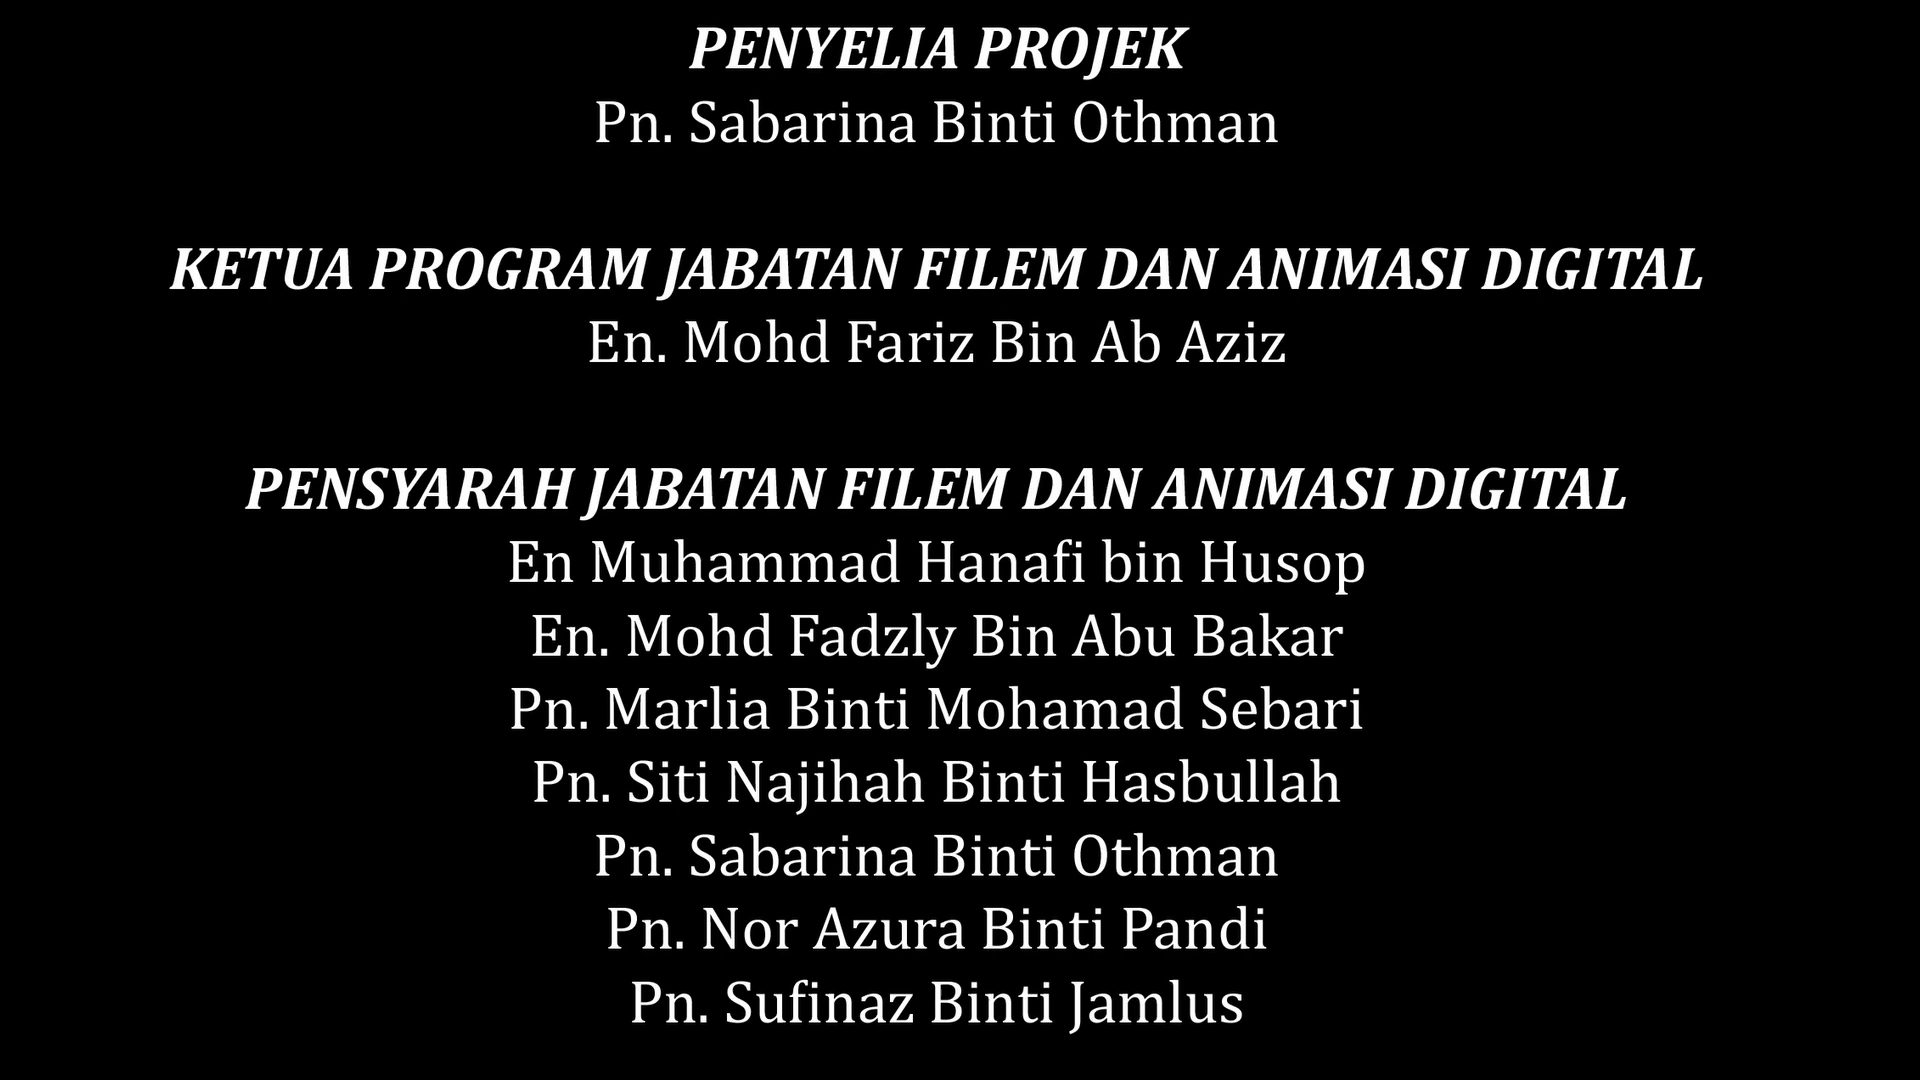 PENYELIA PROJEK
Pn. Sabarina Binti Othman
KETUA PROGRAM JABATAN FILEM DAN ANIMASI DIGITAL
En. Mohd Fariz Bin Ab Aziz
PENSYARAH JABATAN FILEM DAN ANIMASI DIGITAL
En Muhammad Hanafi bin Husop
En. Mohd Fadzly Bin Abu Bakar
Pn. Marlia Binti Mohamad Sebari
Pn. Siti Najihah Binti Hasbullah
Pn. Sabarina Binti Othman
Pn. Nor Azura Binti Pandi
Pn. Sufinaz Binti Jamlus